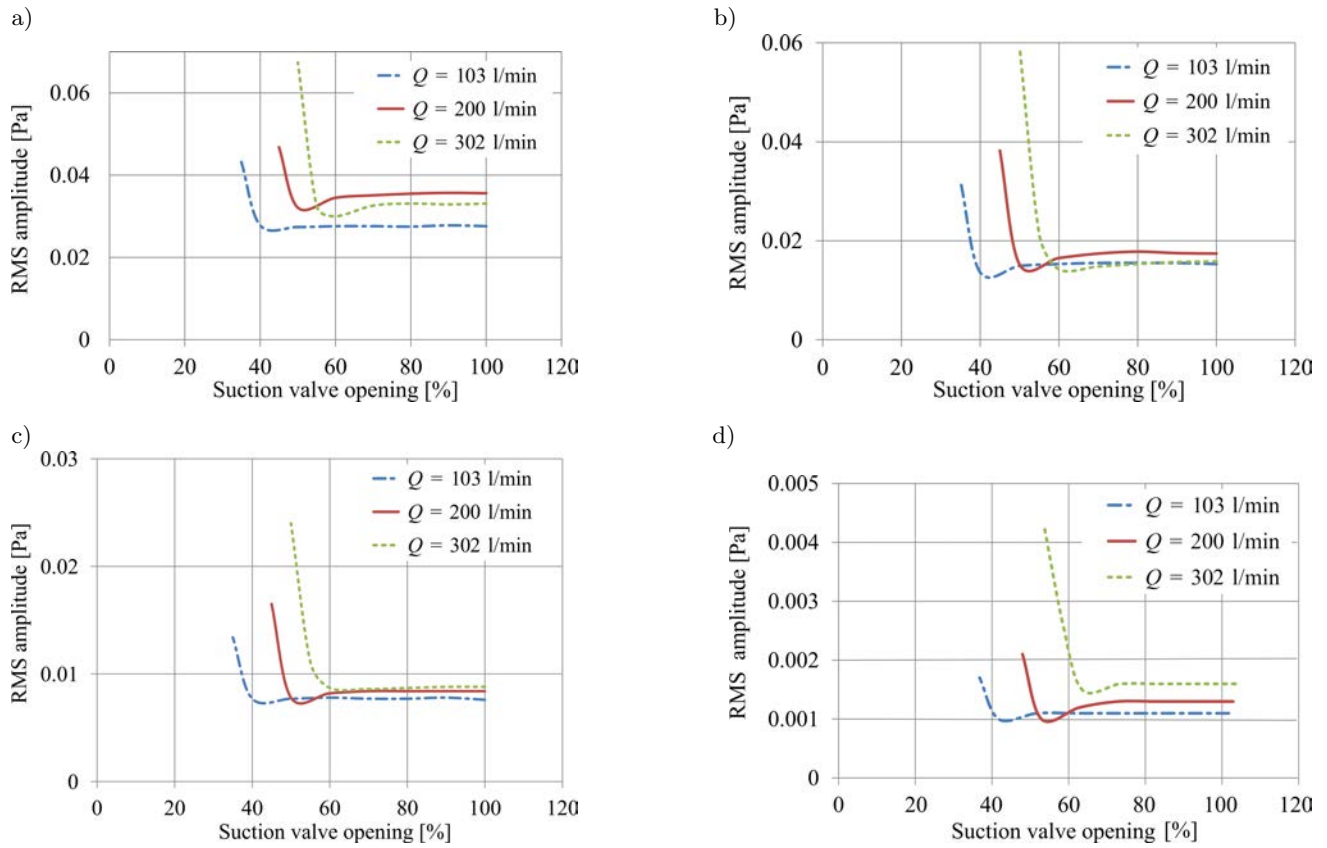 a)
RMS amplitude [Pa]
0.06
0.04
0.02
0
Q = 103 l/min
Q = 200 l/min
Q = 302 l/min
0 20 40 60 80 100 120
Suction valve opening [%]
b)
RMS amplitude [Pa]
0.06
0.04
0.02
0
Q = 103 l/min
Q = 200 l/min
Q = 302 l/min
0 20 40 60 80 100 120
Suction valve opening [%]
c)
RMS amplitude [Pa]
0.03
0.02
0.01
0
Q = 103 l/min
Q = 200 l/min
Q = 302 l/min
0 20 40 60 80 100 120
Suction valve opening [%]
d)
RMS amplitude [Pa]
0.005
0.004
0.003
0.002
0.001
0
Q = 103 l/min
Q = 200 l/min
Q = 302 l/min
0 20 40 60 80 100 120
Suction valve opening [%]